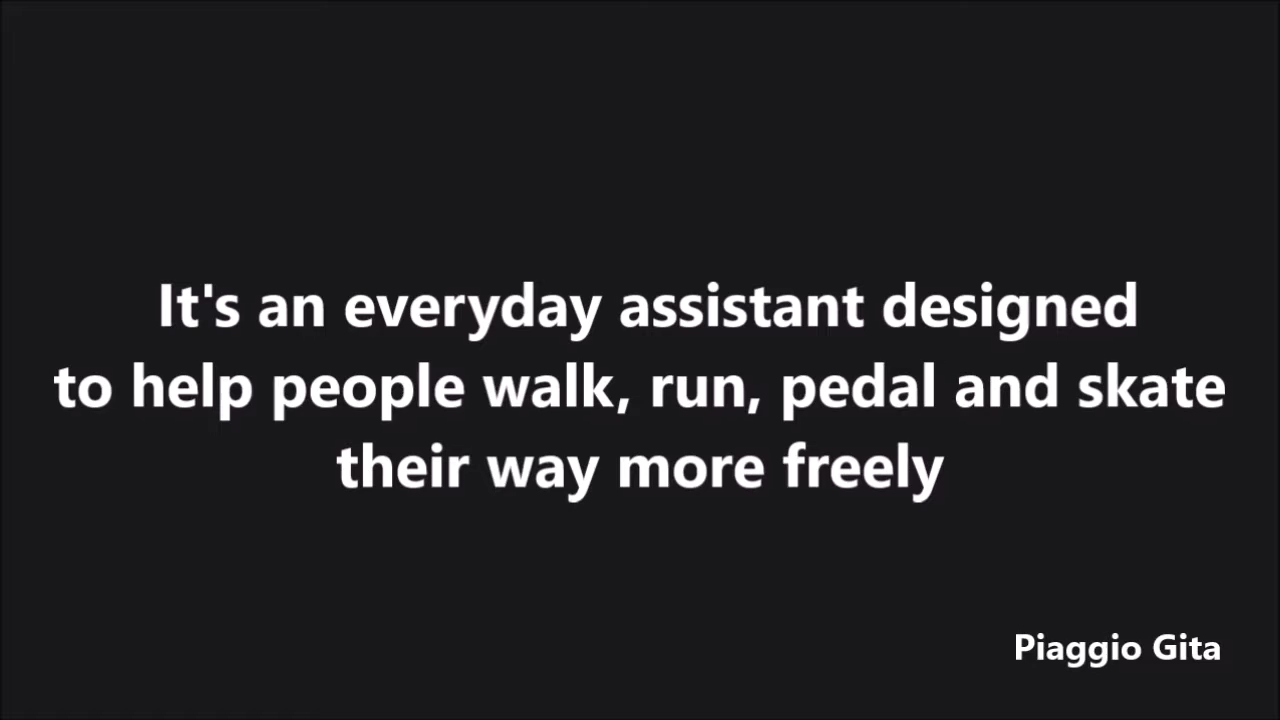 It's an everyday assistant designed
to help people walk, run, pedal and skate
their way more freely
Piaggio Gita